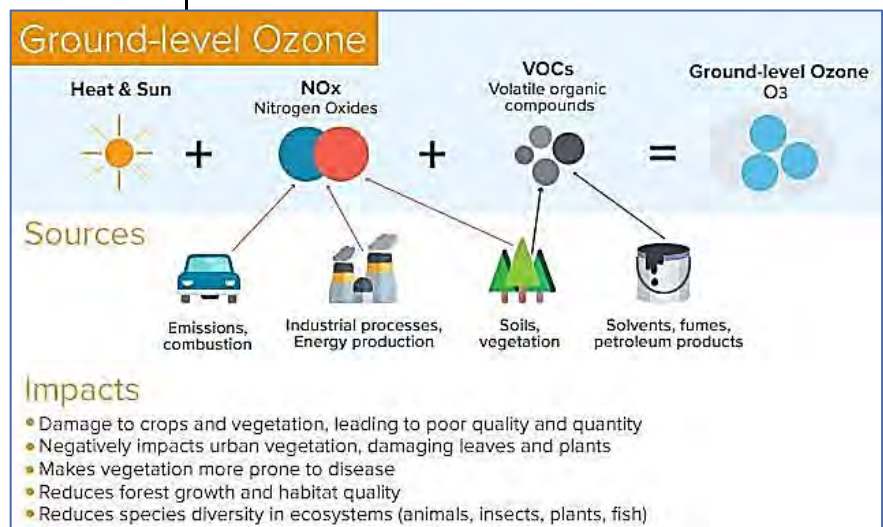 Ground-level Ozone
Heat & Sun
+
NOx
Nitrogen Oxides
+
VOCs
Volatile organic
compounds
=
Ground-level Ozone
O3
Sources
Emissions,
combustion
Industrial processes,
Energy production
Soils,
vegetation
Solvents, fumes,
petroleum products
Impacts
• Damage to crops and vegetation, leading to poor quality and quantity
• Negatively impacts urban vegetation, damaging leaves and plants
• Makes vegetation more prone to disease
• Reduces forest growth and habitat quality
• Reduces species diversity in ecosystems (animals, insects, plants, fish)